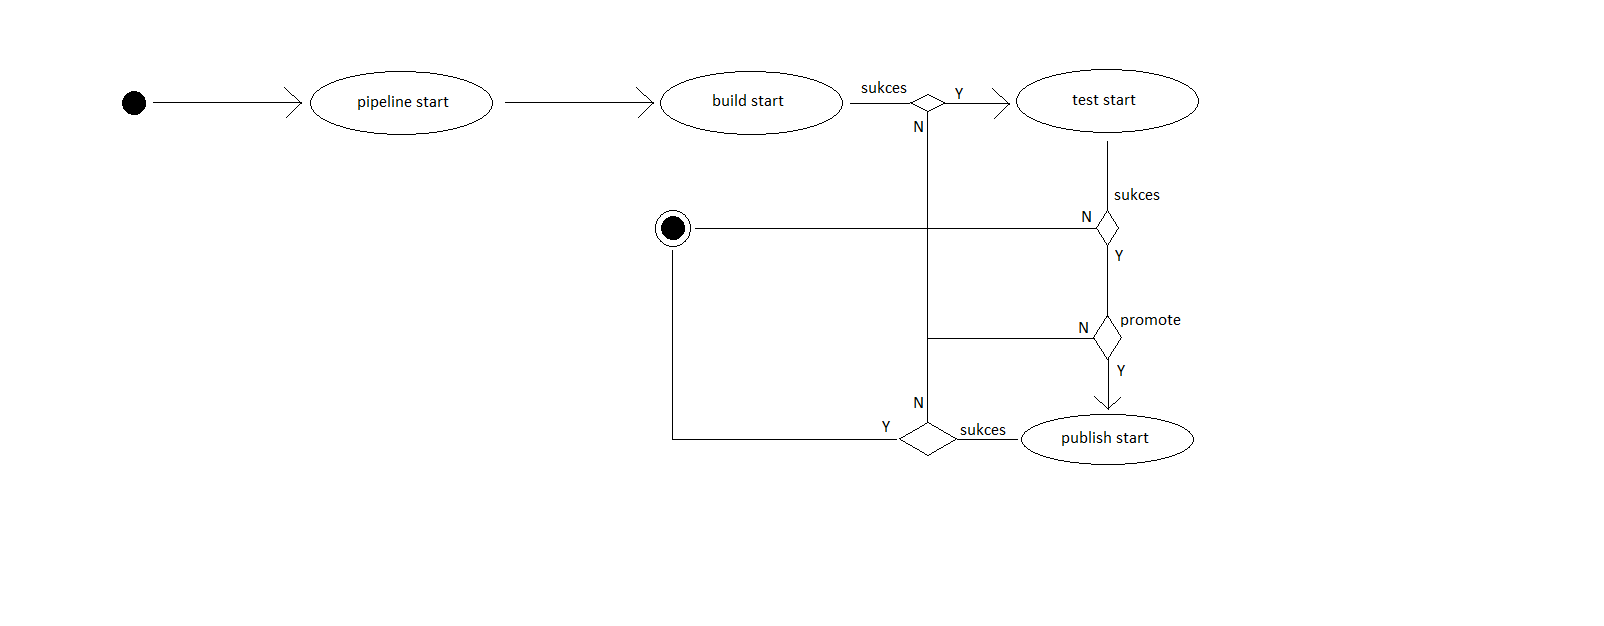 pipeline start
build start
sukces
Y
test start
N
sukces
N
Y
promote
N
Y
N
Y
sukces
publish start